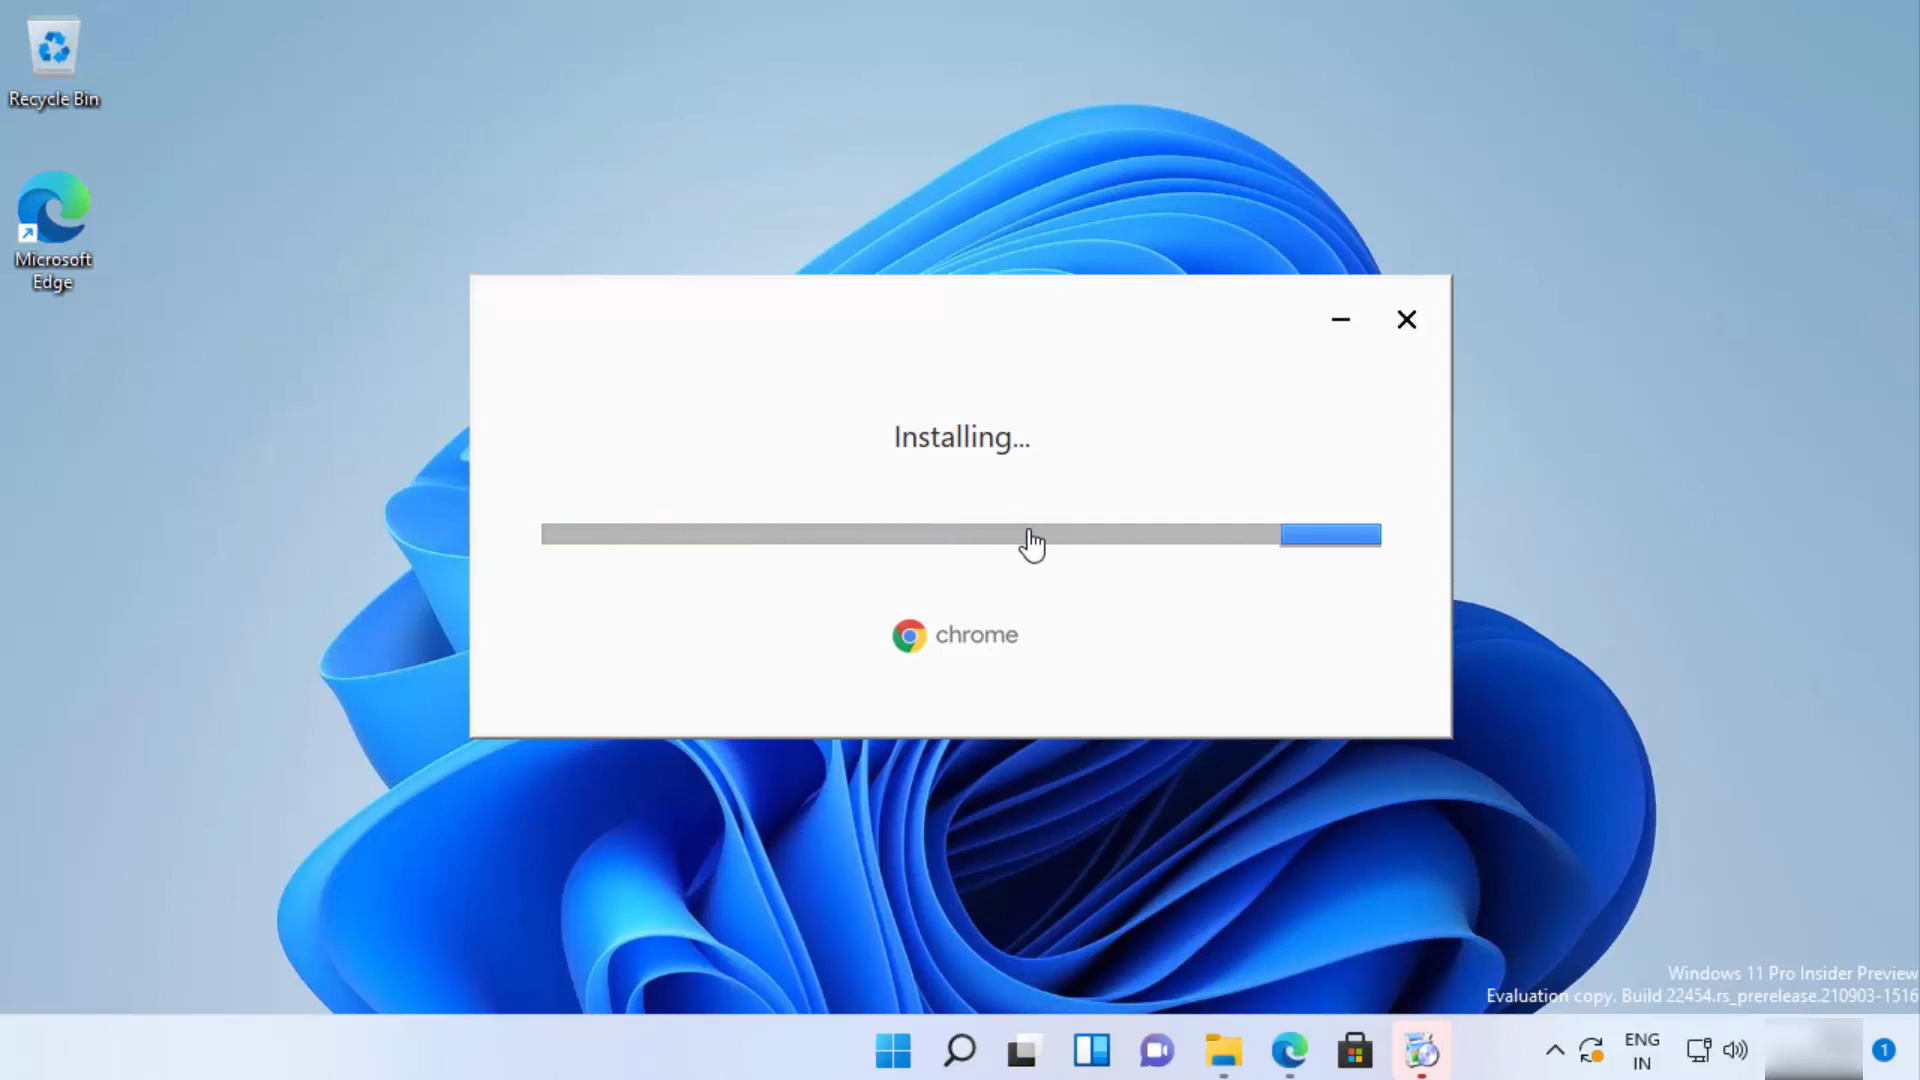 Recycle Bin
Microsoft
Edge
Installing...
chrome
Windows 11 Pro Insider Preview
Evaluation copy. Build 22454.rs_prerelease.210903-1516
ENG
IN
1